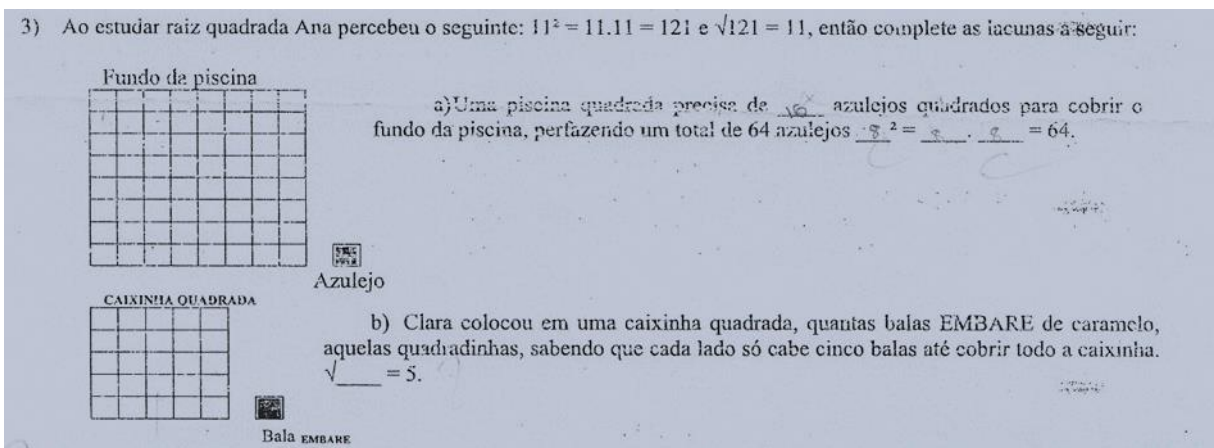 3) Ao estudar raiz quadrada Ana percebeu o seguinte: 11² = 11.11 = 121 e √121 = 11, então complete as lacunas a seguir:
Fundo da piscina
a)Uma piscina quadrada precisa de 16 azulejos quadrados para cobrir o
fundo da piscina, perfazendo um total de 64 azulejos 8 ² = 8 . 8 = 64.
Azulejo
CAIXINHA QUADRADA
b) Clara colocou em uma caixinha quadrada, quantas balas EMBARE de caramelo,
aquelas quadradinhas, sabendo que cada lado só cabe cinco balas até cobrir todo a caixinha.
√____ = 5.
Bala EMBARE